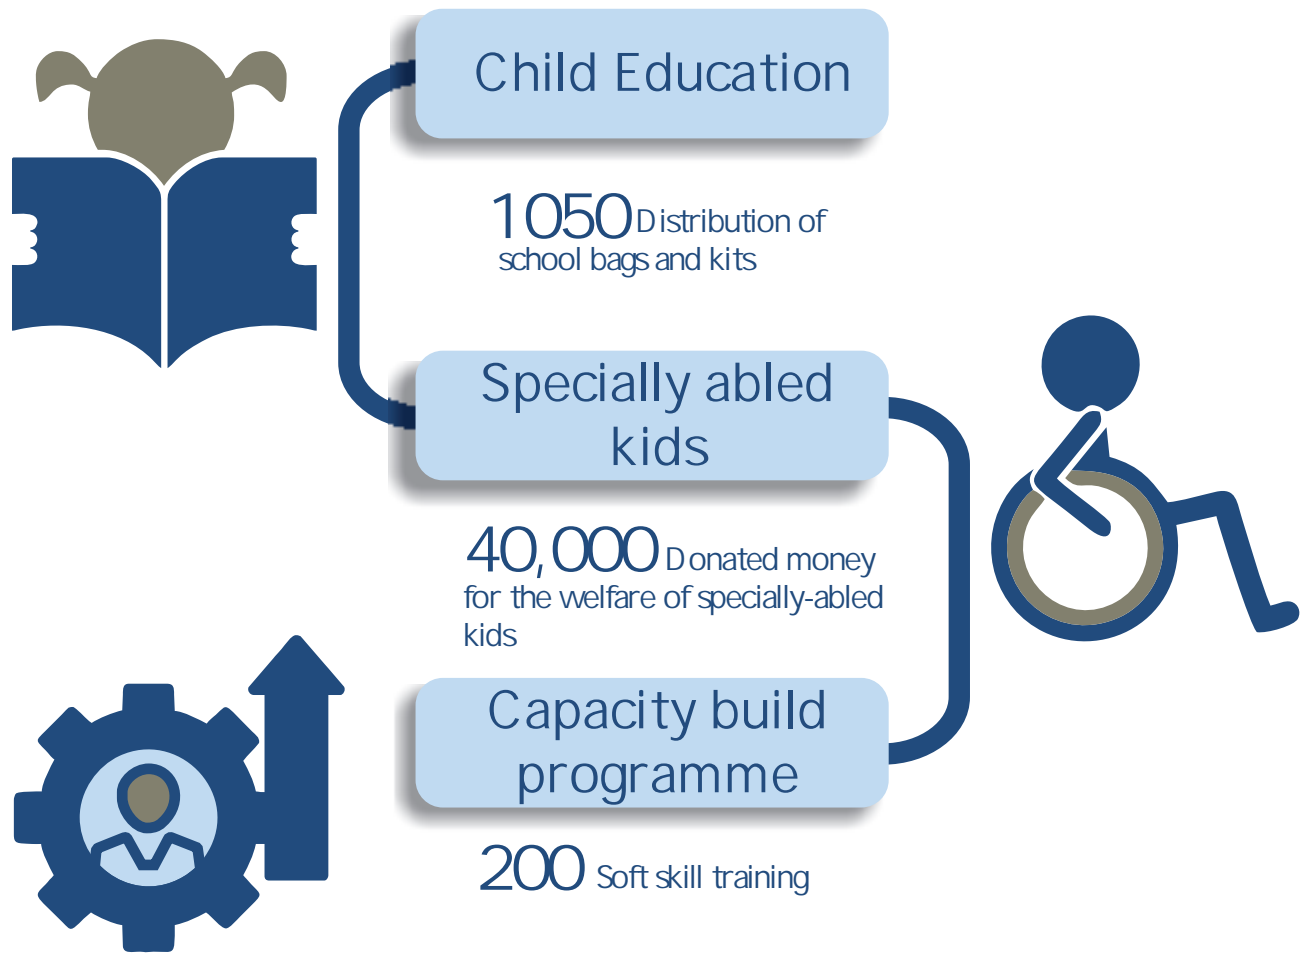 Child Education
1050 Distribution of
school bags and kits
Specially abled
kids
40,000 Donated money
for the welfare of specially-abled
kids
Capacity build
programme
200 Soft skill training